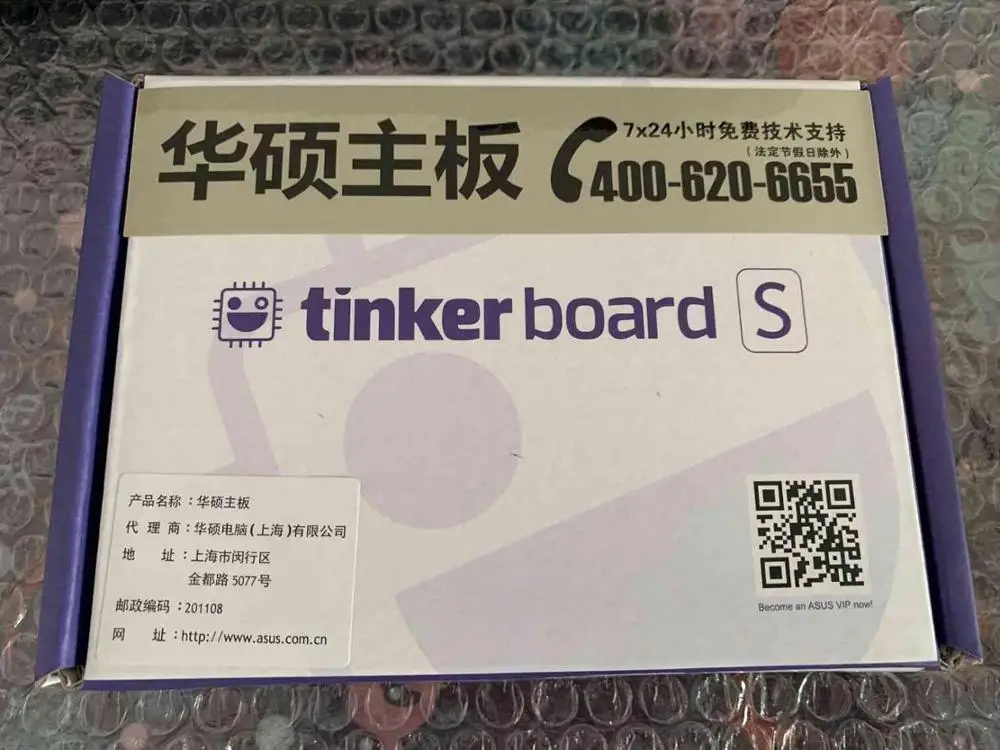 华硕主板
7x24小时免费技术支持
(法定节假日除外)
400-620-6655
tinker board S
产品名称：华硕主板
代 理 商：华硕电脑(上海)有限公司
地 址：上海市闵行区
金都路 5077号
邮政编码：201108
网 址：http://www.asus.com.cn
Become an ASUS VIP now!